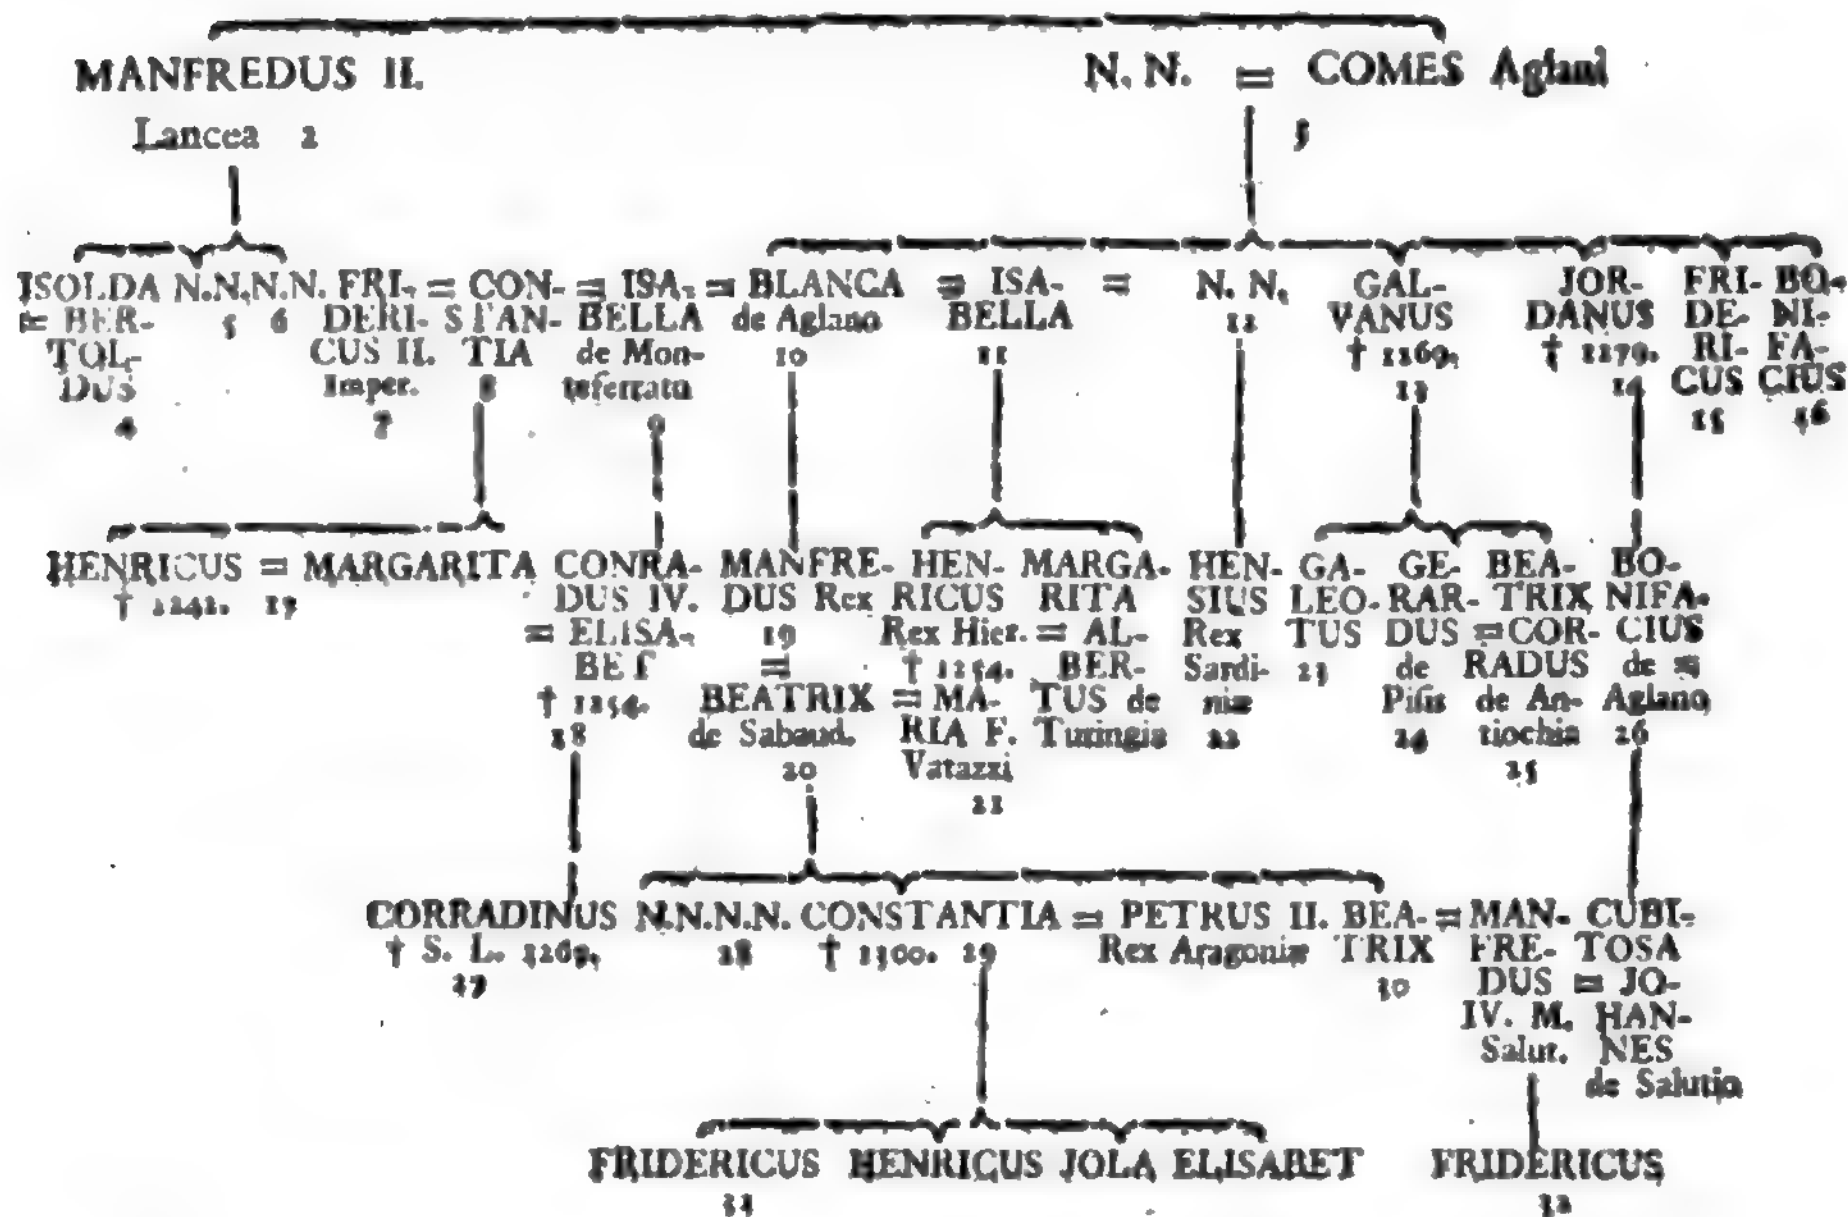 MANFREDUS II. N. N. = COMES Aglani
Lancea 2 3
ISOLDA N.N.N.N. FRI- = CON- = ISA- = BLANCA = ISA- = N. N. GAL- JOR- FRI- BO-
= BER- 5 6 DERI- STAN- BELLA de Aglano BELLA 12 VANUS DANUS DE- NI-
TOL- CUS II. TIA de Mon- 10 11 † 1269. † 1279. RI- FA-
DUS Imper. 8 teferrato 13 14 CUS CIUS
4 7 9 15 16
HENRICUS = MARGARITA CONRA- MANFRE- HEN- MARGA- HEN- GA- GE- BEA- BO-
† 1242. 17 DUS IV. DUS Rex RICUS RITA SIUS LEO- RAR- TRIX NIFA-
= ELISA- 19 Rex Hier. = AL- Rex TUS DUS = COR- CIUS
BET = † 1254. BER- Sardi- 23 de RADUS de
† 1254. BEATRIX = MA- TUS de niæ Pisis de An- Aglano
18 de Sabaud. RIA F. Turingia 22 24 tiochia 26
20 Vatazzi 25
21
CORRADINUS N.N.N.N. CONSTANTIA = PETRUS II. BEA- = MAN- CUBI-
† S. L. 1269. 28 † 1300. 29 Rex Aragoniæ TRIX FRE- TOSA
27 30 DUS = JO-
IV. M. HAN-
Salut. NES
de Salutio
FRIDERICUS HENRICUS JOLA ELISABET FRIDERICUS
32